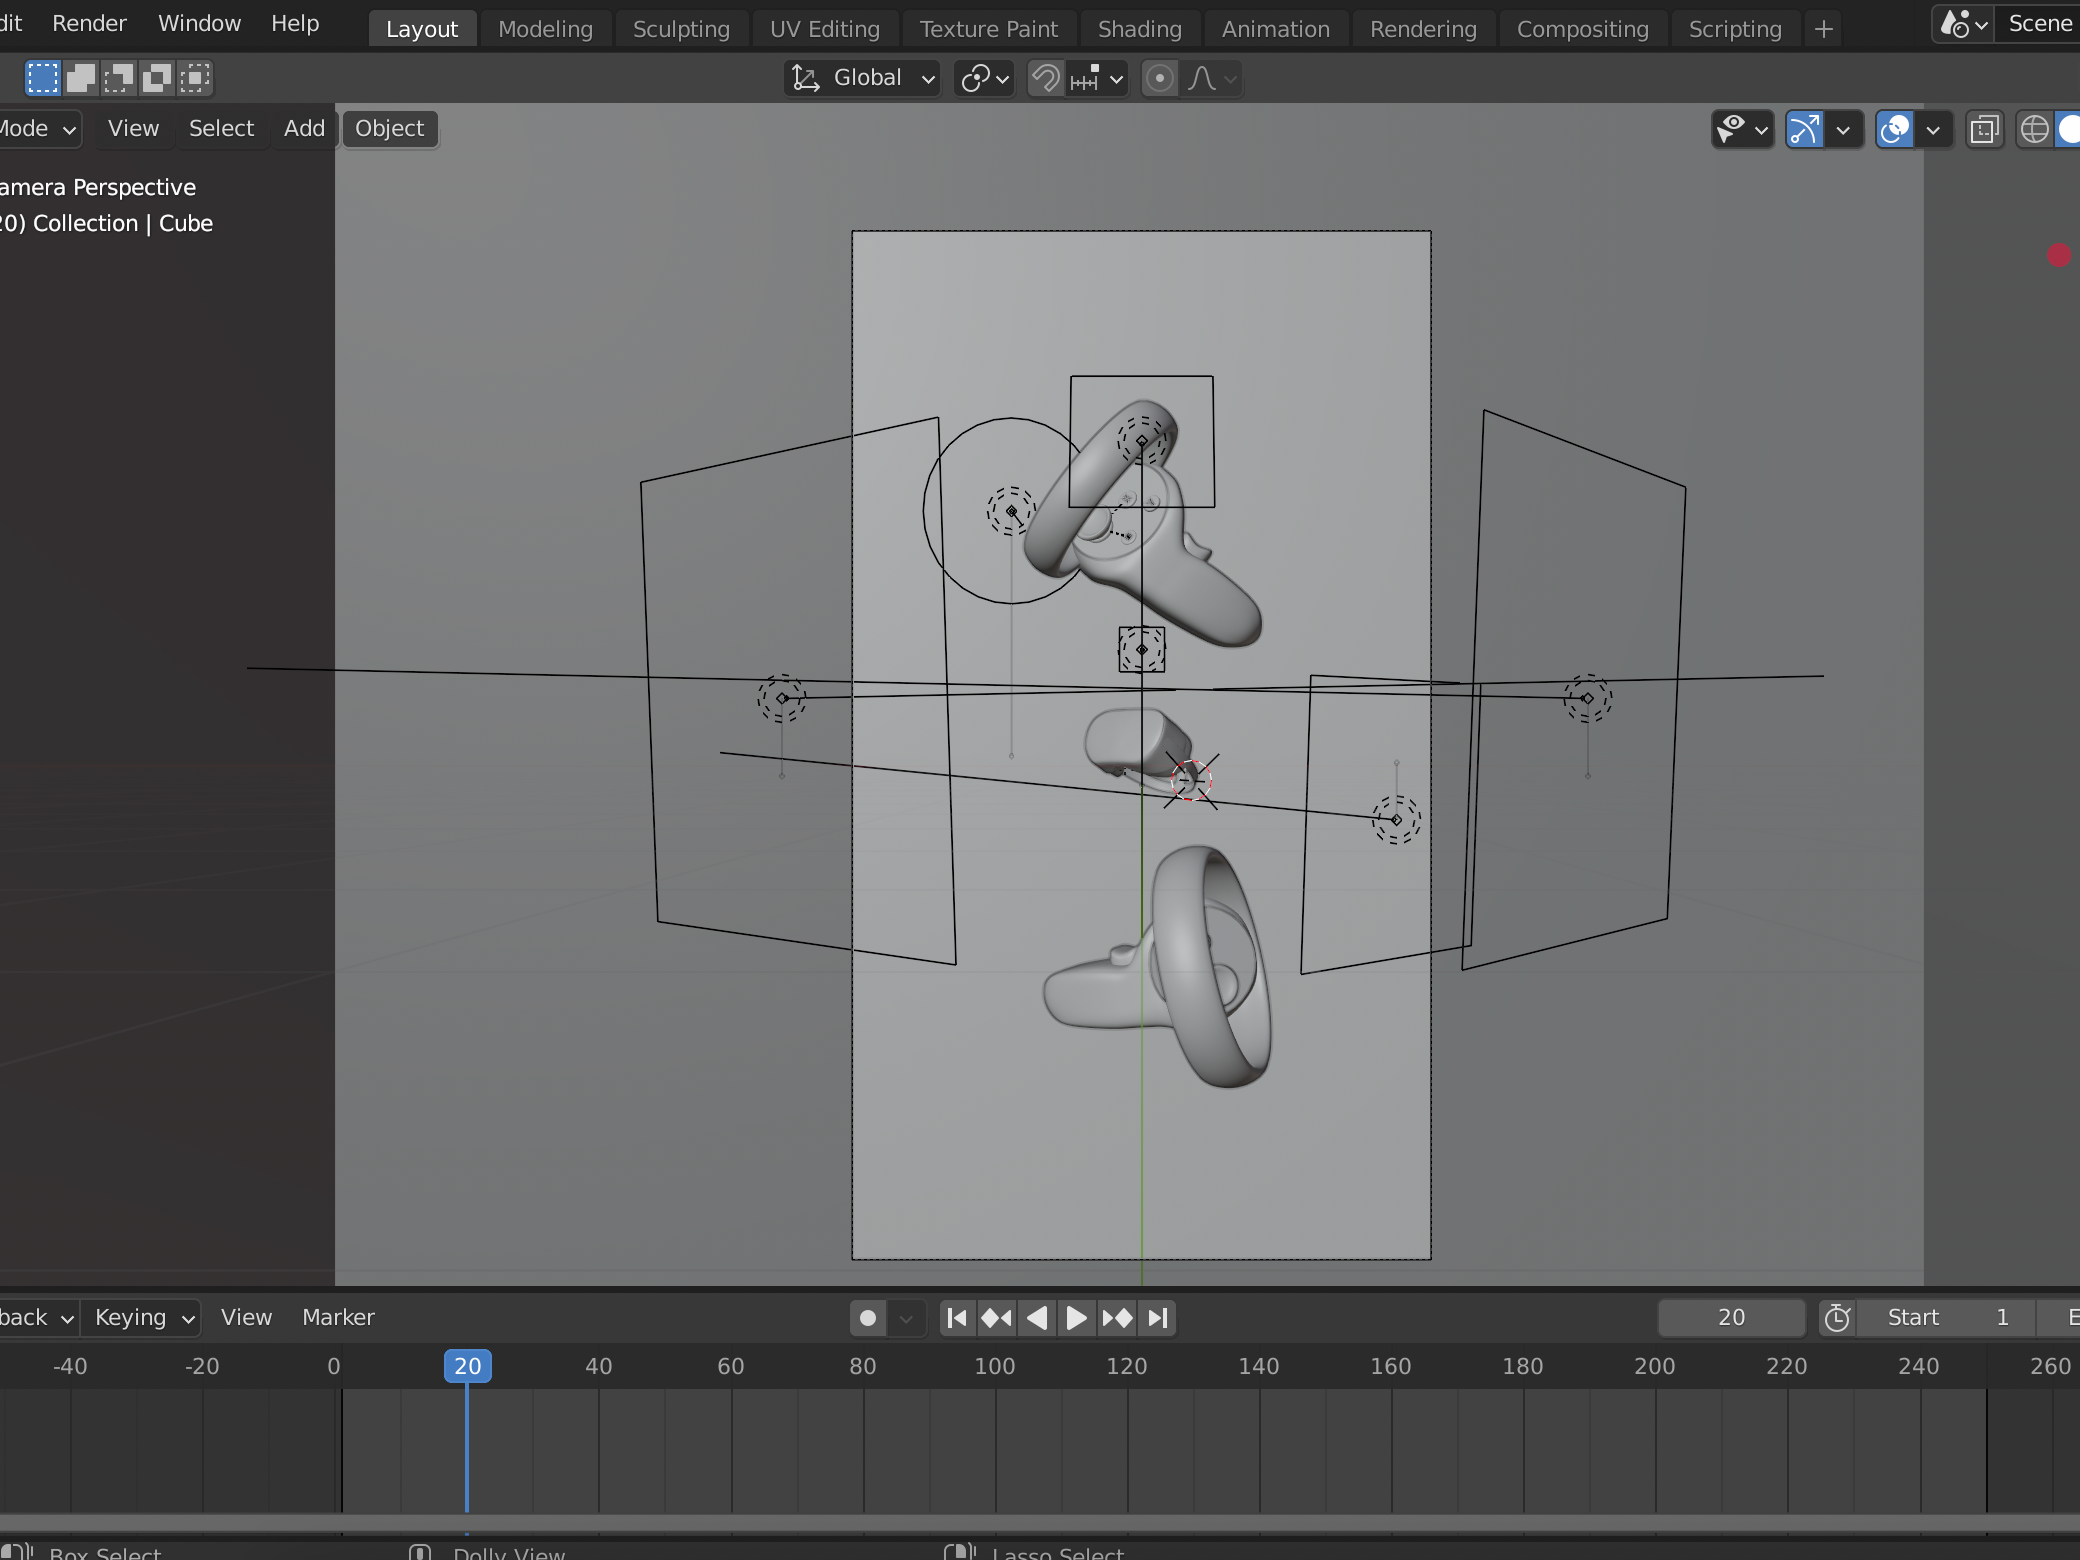 dit Render Window Help Layout Modeling Sculpting UV Editing Texture Paint Shading Animation Rendering Compositing Scripting + Scene
Global
Mode View Select Add Object
amera Perspective
20) Collection | Cube
back Keying View Marker 20 Start 1 E
-40 -20 0 20 40 60 80 100 120 140 160 180 200 220 240 260
Box Select Dolly View Lasso Select